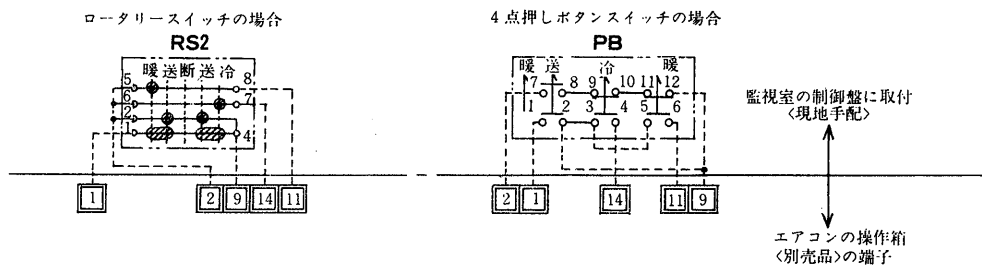 ロータリースイッチの場合
RS2
暖送断送冷
5 8
6 7
2
1 4
1 2 9 14 11
4点押しボタンスイッチの場合
PB
暖 送 冷 暖
7 8 9 10 11 12
1 2 3 4 5 6
2 1 14 11 9
監視室の制御盤に取付
〈現地手配〉
エアコンの操作箱
〈別売品〉の端子